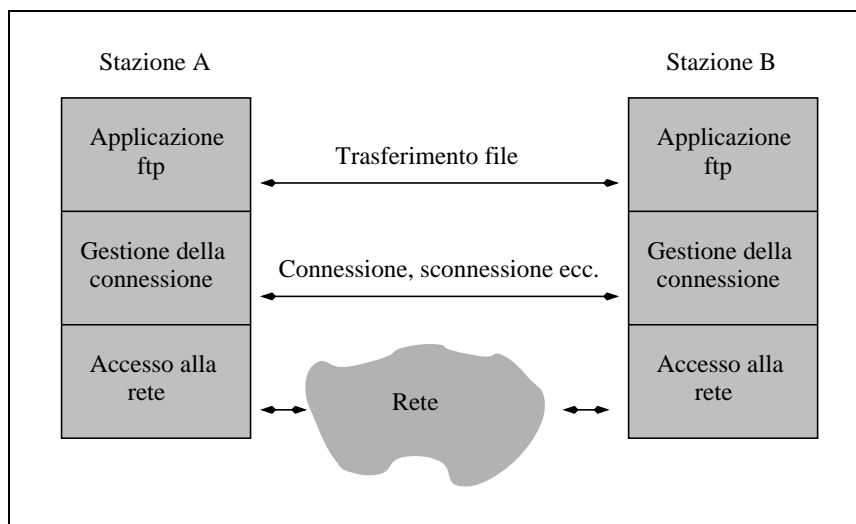 Stazione A
Stazione B
Applicazione
ftp
Trasferimento file
Applicazione
ftp
Gestione della
connessione
Connessione, sconnessione ecc.
Gestione della
connessione
Accesso alla
rete
Rete
Accesso alla
rete